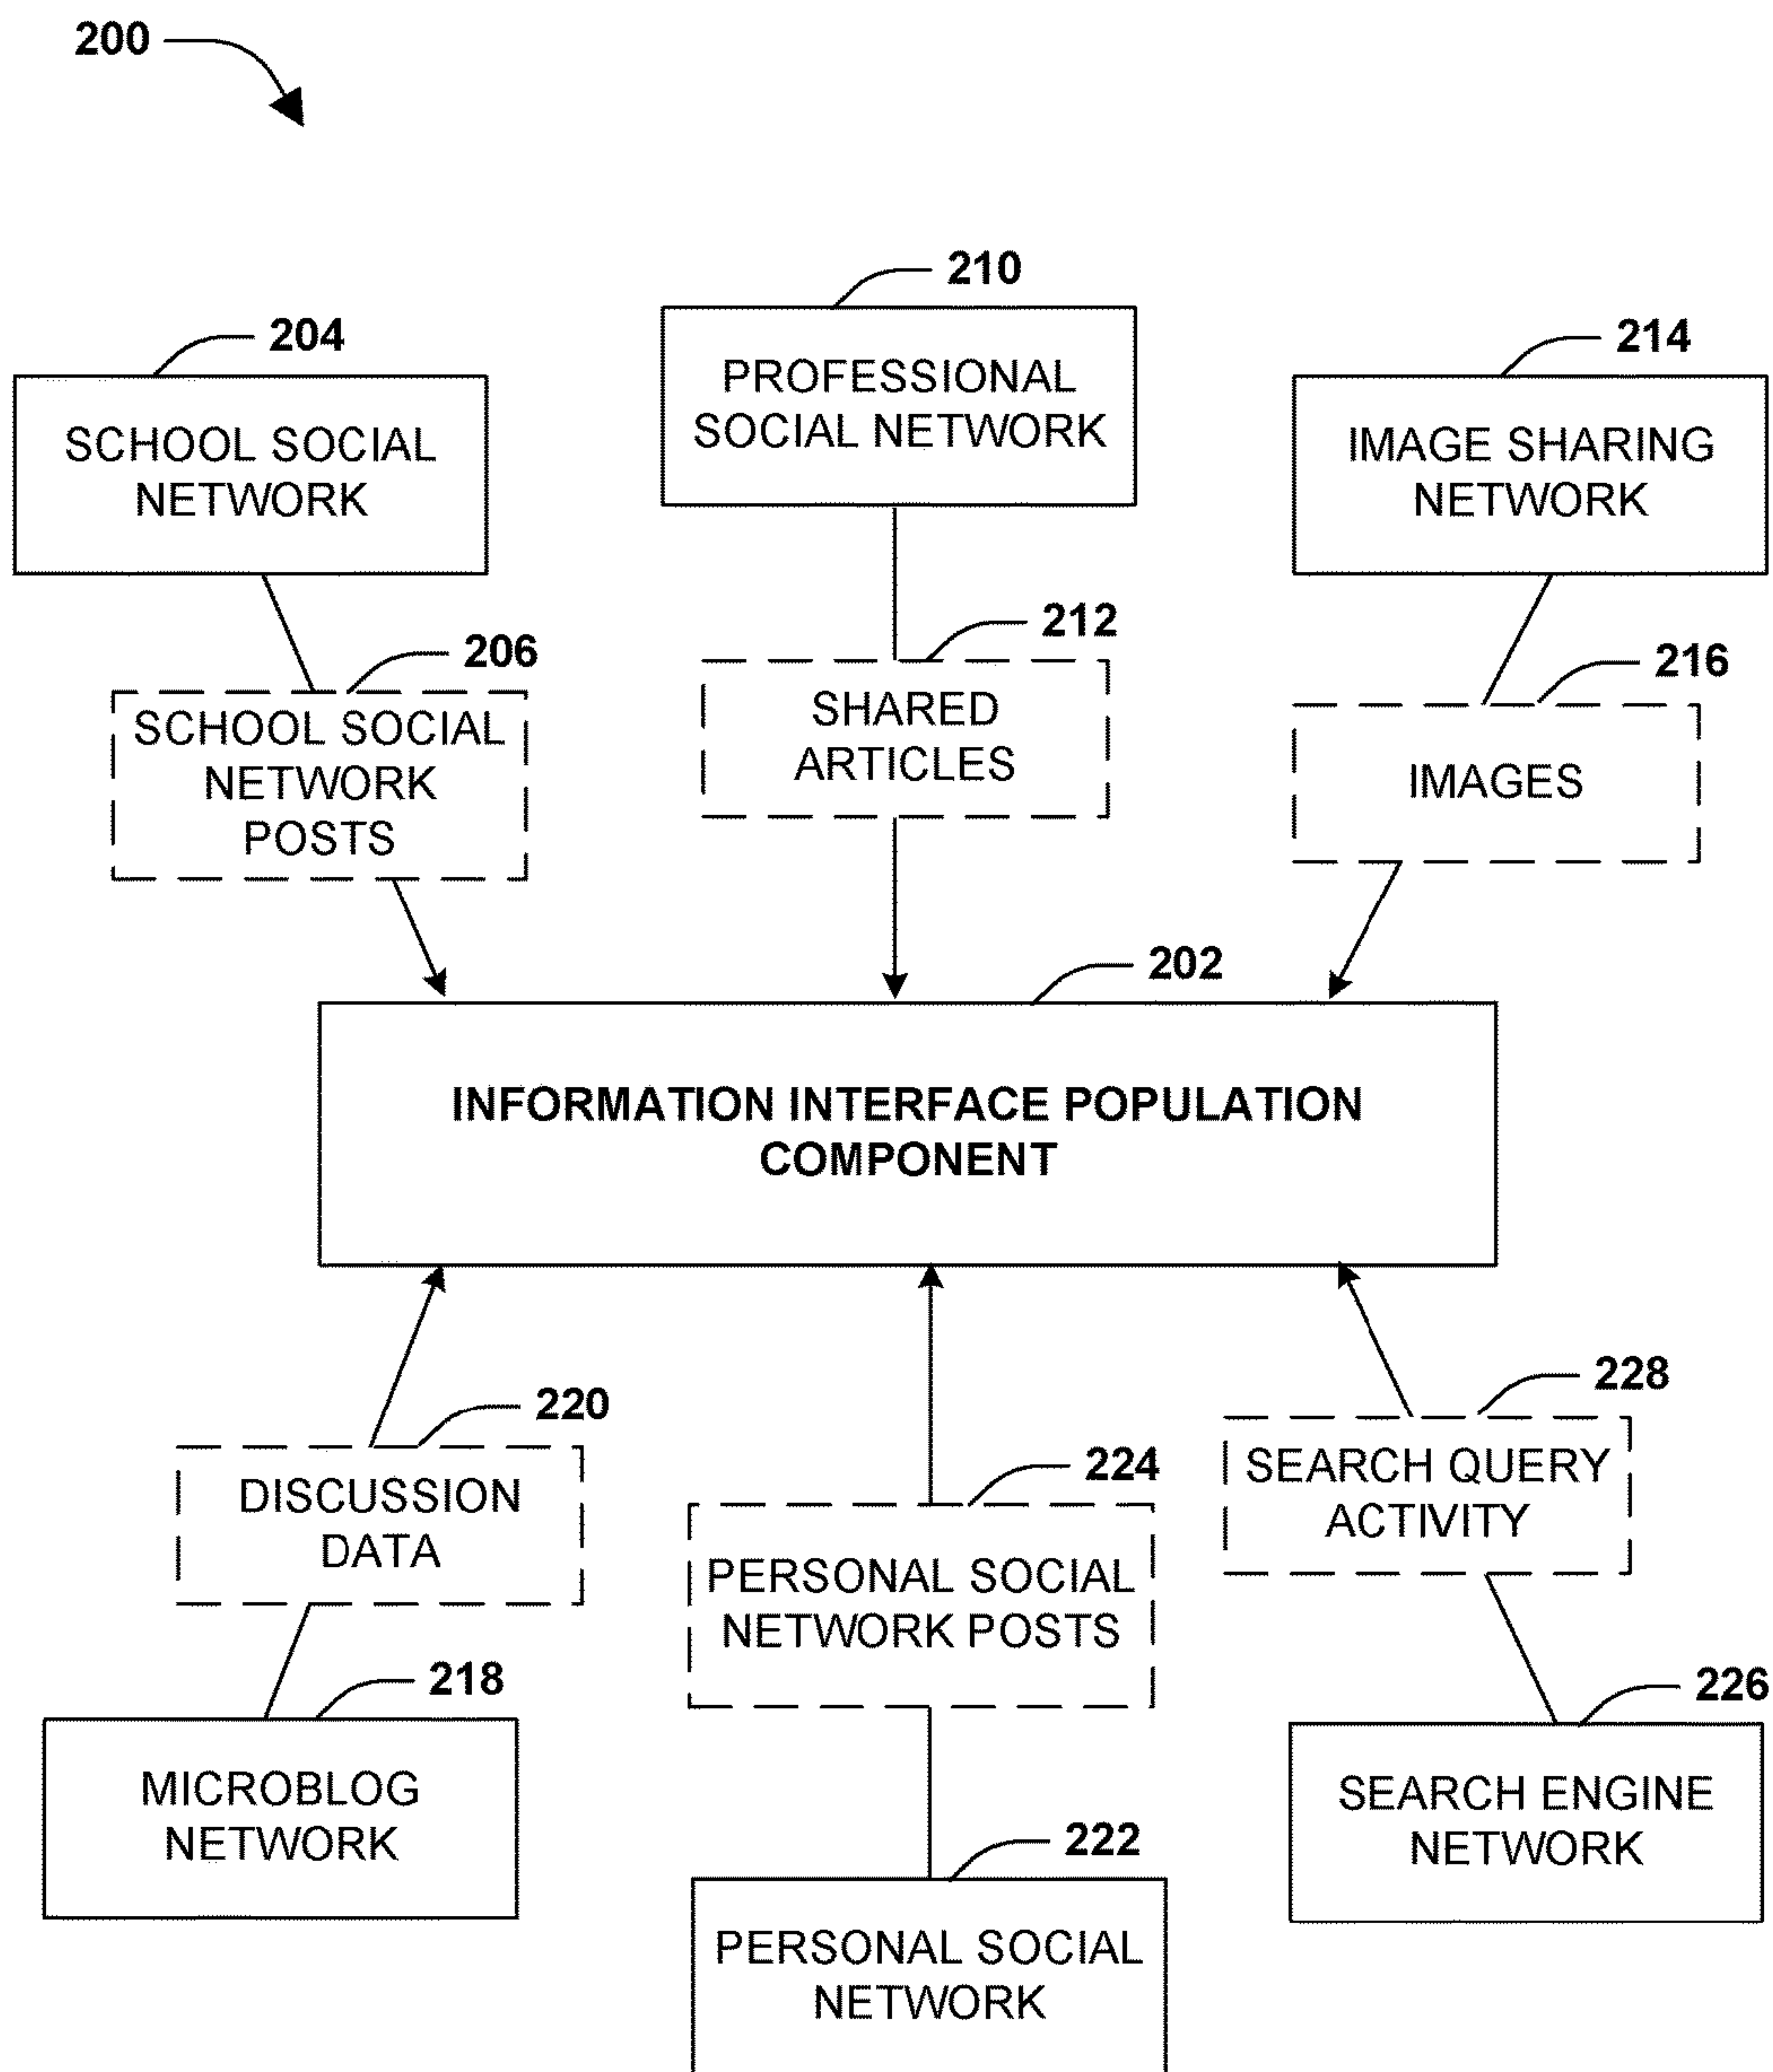 200
210
204
214
PROFESSIONAL
SOCIAL NETWORK
SCHOOL SOCIAL
NETWORK
IMAGE SHARING
NETWORK
212
206
216
SHARED
ARTICLES
SCHOOL SOCIAL
NETWORK
POSTS
IMAGES
202
INFORMATION INTERFACE POPULATION
COMPONENT
228
220
224
SEARCH QUERY
ACTIVITY
DISCUSSION
DATA
PERSONAL SOCIAL
NETWORK POSTS
218
226
MICROBLOG
NETWORK
SEARCH ENGINE
NETWORK
222
PERSONAL SOCIAL
NETWORK